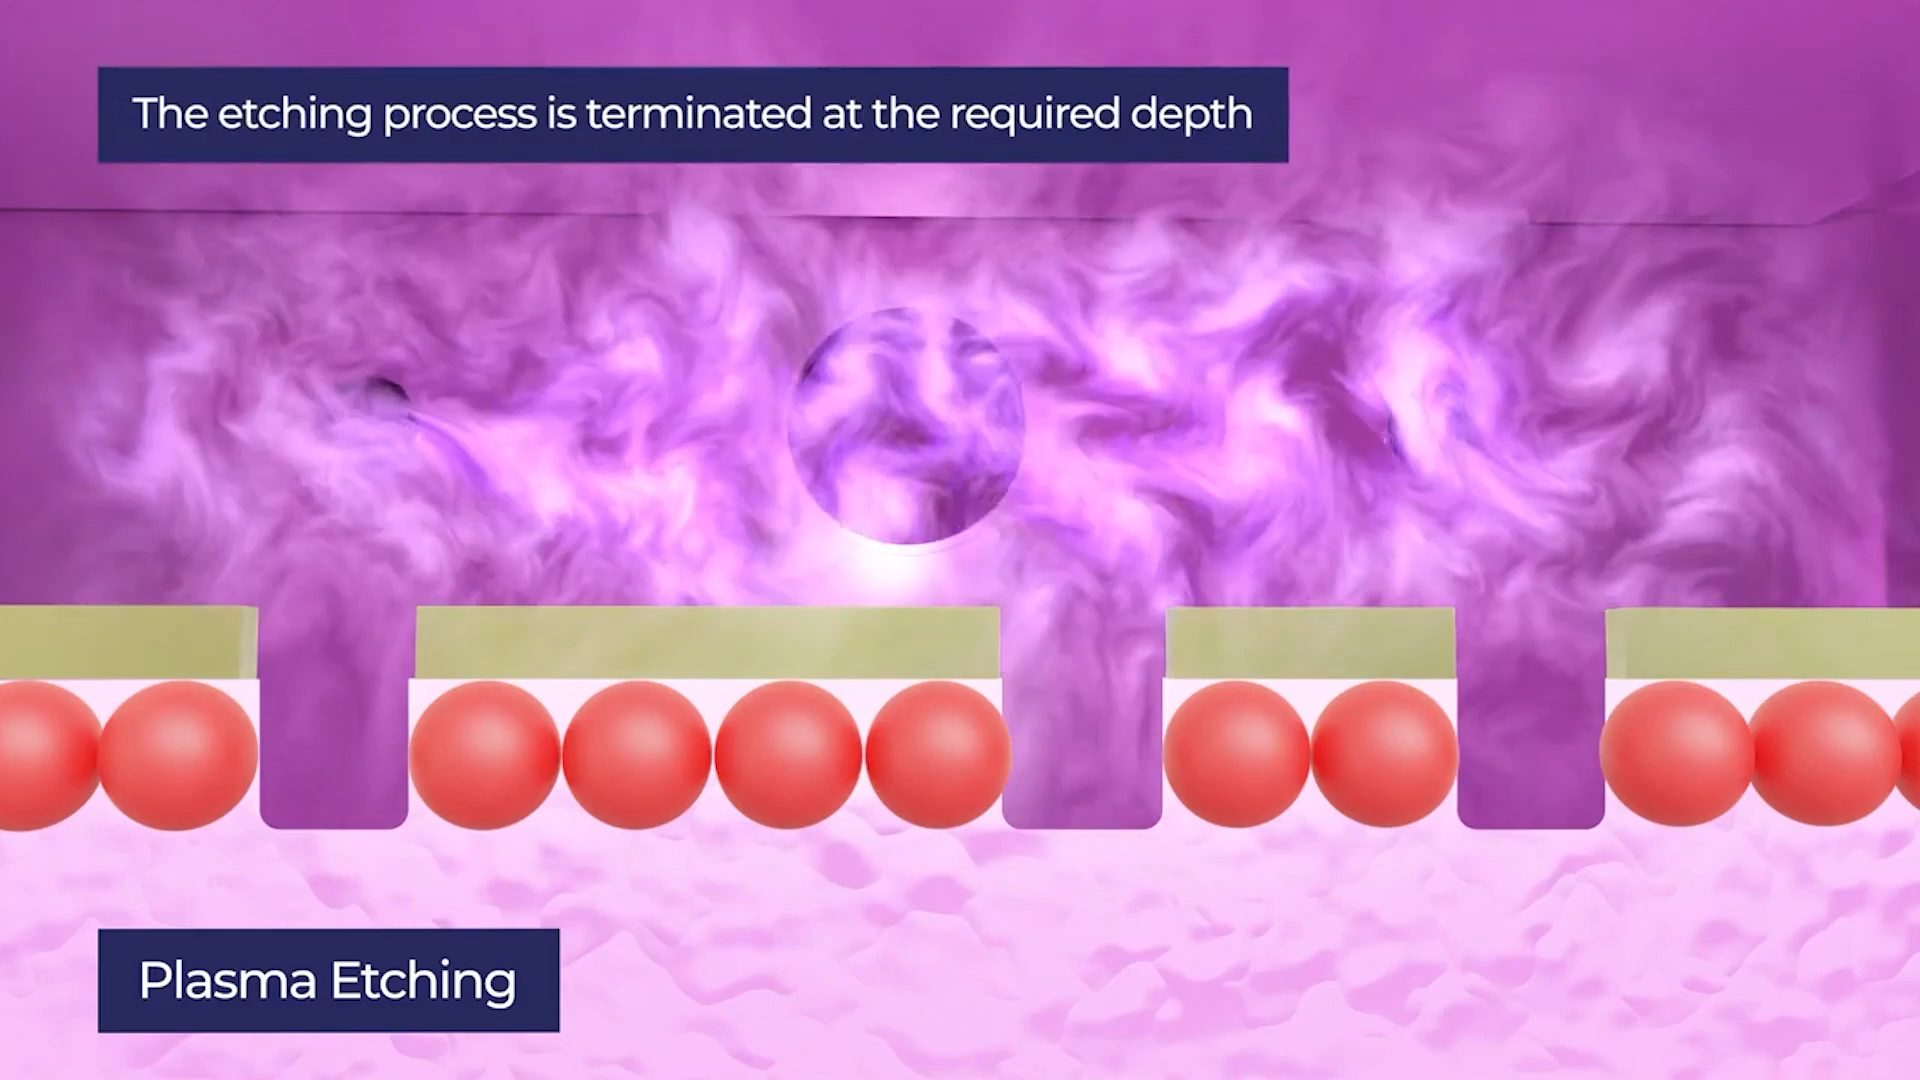 The etching process is terminated at the required depth
Plasma Etching